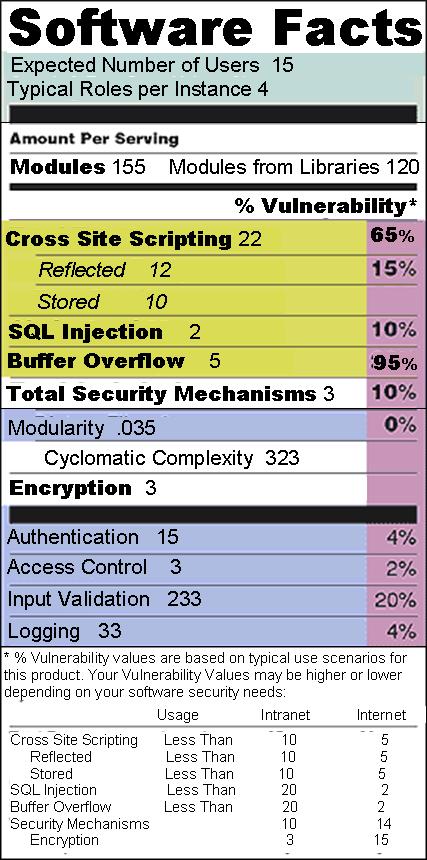 Software Facts
Expected Number of Users 15
Typical Roles per Instance 4
Amount Per Serving
Modules 155 Modules from Libraries 120
% Vulnerability*
Cross Site Scripting 22 65%
Reflected 12 15%
Stored 10
SQL Injection 2 10%
Buffer Overflow 5 95%
Total Security Mechanisms 3 10%
Modularity .035 0%
Cyclomatic Complexity 323
Encryption 3
Authentication 15 4%
Access Control 3 2%
Input Validation 233 20%
Logging 33 4%
* % Vulnerability values are based on typical use scenarios for
this product. Your Vulnerability Values may be higher or lower
depending on your software security needs:
Usage Intranet Internet
Cross Site Scripting Less Than 10 5
Reflected Less Than 10 5
Stored Less Than 10 5
SQL Injection Less Than 20 2
Buffer Overflow Less Than 20 2
Security Mechanisms 10 14
Encryption 3 15